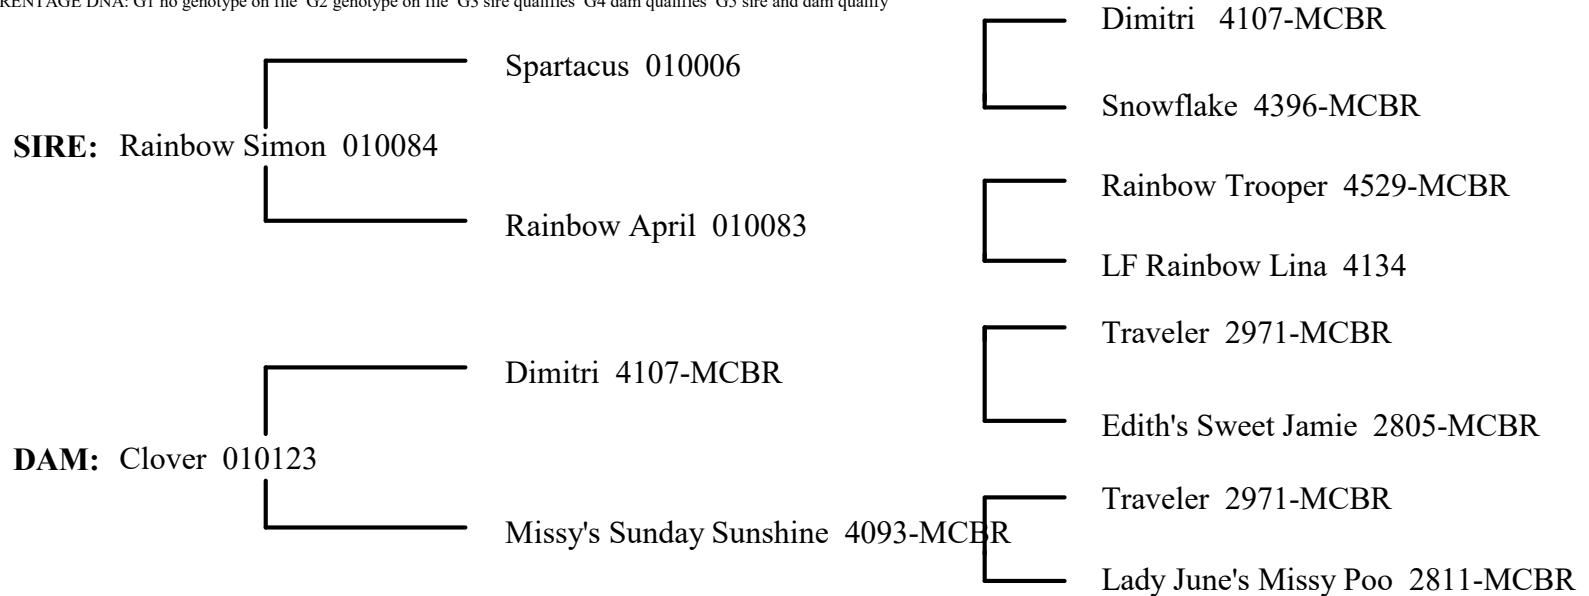 RENTAGE DNA: G1 no genotype on file G2 genotype on file G3 sire qualifies G4 dam qualifies G5 sire and dam qualify
Dimitri 4107-MCBR
Spartacus 010006
Snowflake 4396-MCBR
SIRE: Rainbow Simon 010084
Rainbow Trooper 4529-MCBR
Rainbow April 010083
LF Rainbow Lina 4134
Traveler 2971-MCBR
Dimitri 4107-MCBR
Edith's Sweet Jamie 2805-MCBR
DAM: Clover 010123
Traveler 2971-MCBR
Missy's Sunday Sunshine 4093-MCBR
Lady June's Missy Poo 2811-MCBR